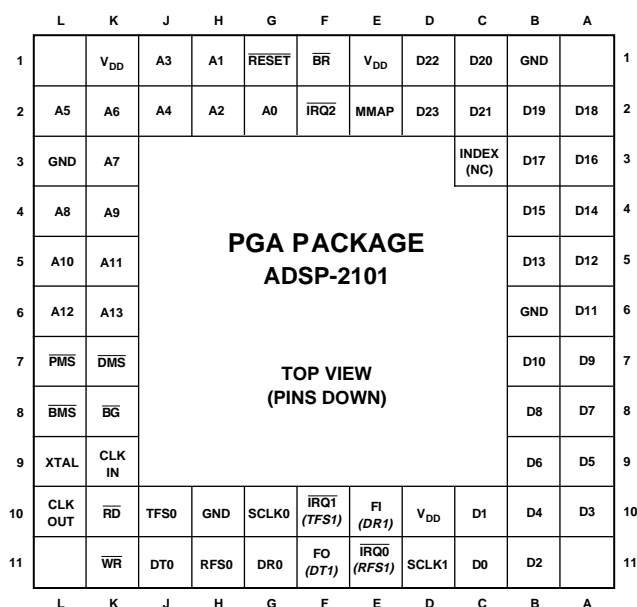 L K J H G F E D C B A
1 V_DD A3 A1 RESET BR V_DD D22 D20 GND 1
2 A5 A6 A4 A2 A0 IRQ2 MMAP D23 D21 D19 D18 2
3 GND A7 INDEX (NC) D17 D16 3
4 A8 A9 D15 D14 4
PGA PACKAGE
5 A10 A11 D13 D12 5
ADSP-2101
6 A12 A13 GND D11 6
7 PMS DMS D10 D9 7
TOP VIEW
(PINS DOWN)
8 BMS BG D8 D7 8
9 XTAL CLK IN D6 D5 9
10 CLK OUT RD TFS0 GND SCLK0 IRQ1 (TFS1) FI (DR1) V_DD D1 D4 D3 10
11 WR DT0 RFS0 DR0 FO (DT1) IRQ0 (RFS1) SCLK1 D0 D2 11
L K J H G F E D C B A